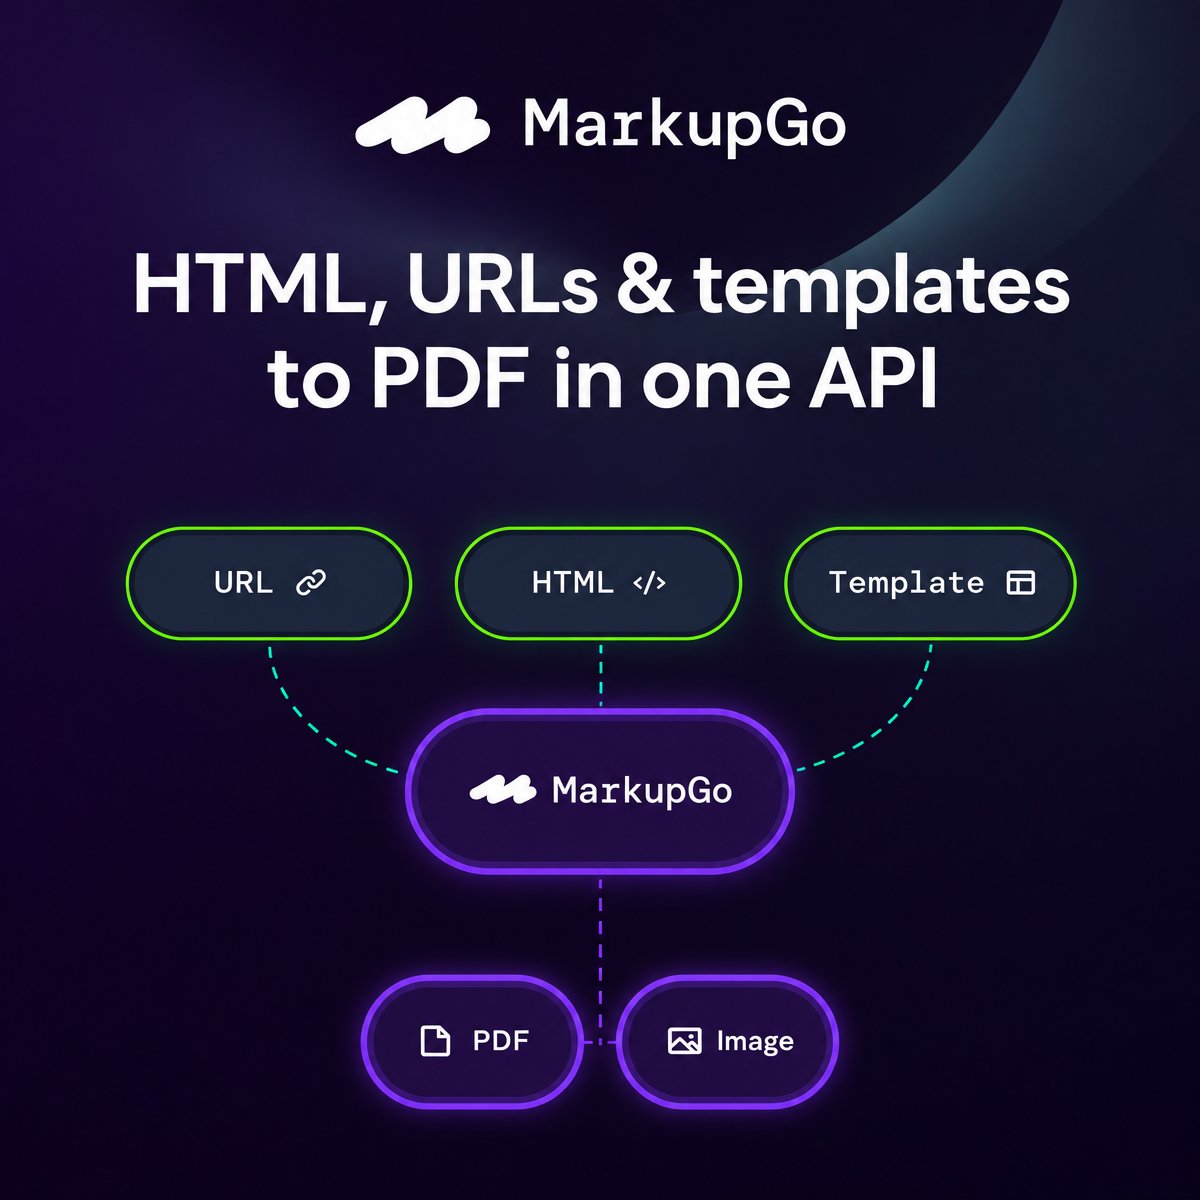 MarkupGo
HTML, URLs & templates
to PDF in one API
URL
HTML </>
Template
MarkupGo
PDF
Image